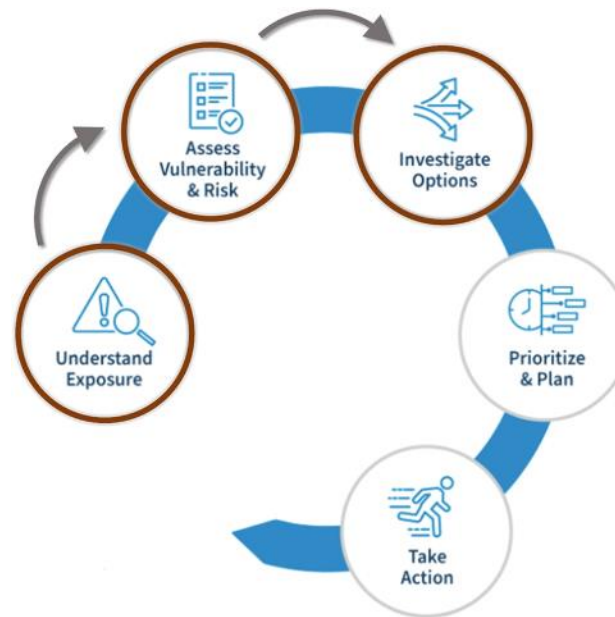 Understand
Exposure
Assess
Vulnerability
& Risk
Investigate
Options
Prioritize
& Plan
Take
Action